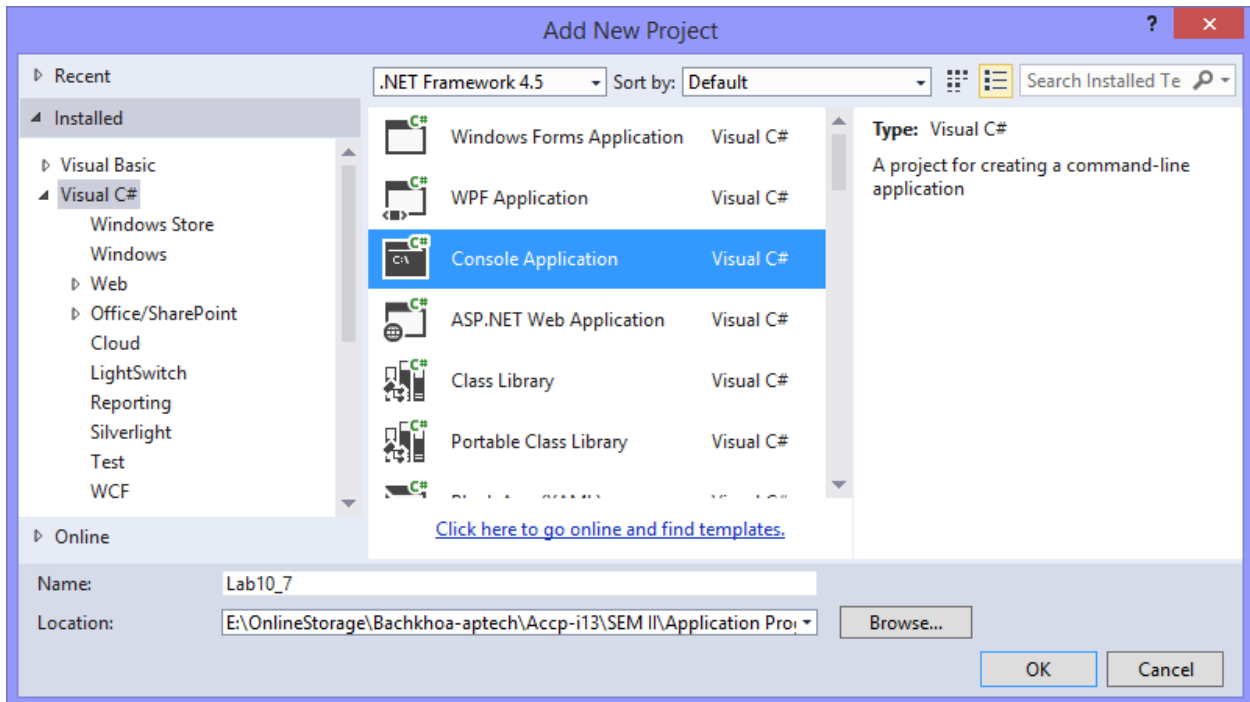 Add New Project
?
Recent
.NET Framework 4.5
Sort by:
Default
Search Installed Te
Installed
Visual Basic
Visual C#
Windows Store
Windows
Web
Office/SharePoint
Cloud
LightSwitch
Reporting
Silverlight
Test
WCF
Online
C# Windows Forms Application Visual C#
C# WPF Application Visual C#
C# C:\ Console Application Visual C#
C# ASP.NET Web Application Visual C#
C# Class Library Visual C#
C# Portable Class Library Visual C#
C#
Click here to go online and find templates.
Type: Visual C#
A project for creating a command-line
application
Name: Lab10_7
Location: E:\OnlineStorage\Bachkhoa-aptech\Accp-i13\SEM II\Application Pro
Browse...
OK
Cancel